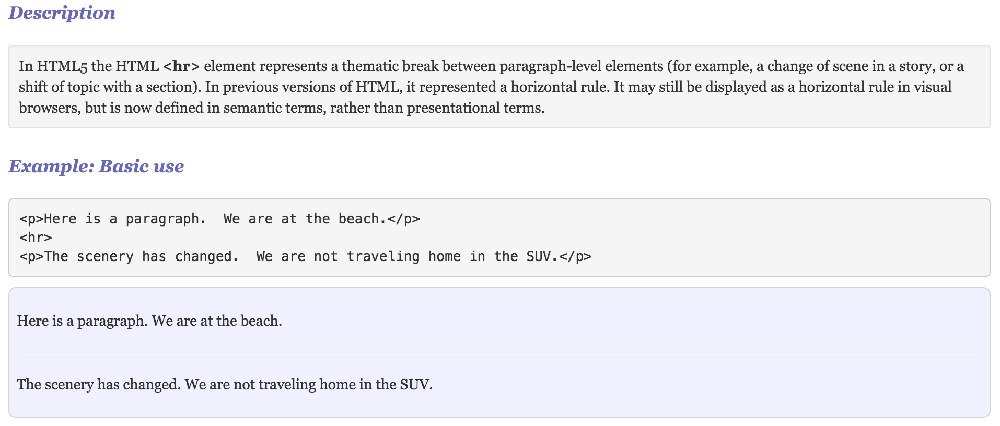 Description
In HTML5 the HTML <hr> element represents a thematic break between paragraph-level elements (for example, a change of scene in a story, or a
shift of topic with a section). In previous versions of HTML, it represented a horizontal rule. It may still be displayed as a horizontal rule in visual
browsers, but is now defined in semantic terms, rather than presentational terms.
Example: Basic use
<p>Here is a paragraph.  We are at the beach.</p>
<hr>
<p>The scenery has changed.  We are not traveling home in the SUV.</p>
Here is a paragraph. We are at the beach.
The scenery has changed. We are not traveling home in the SUV.